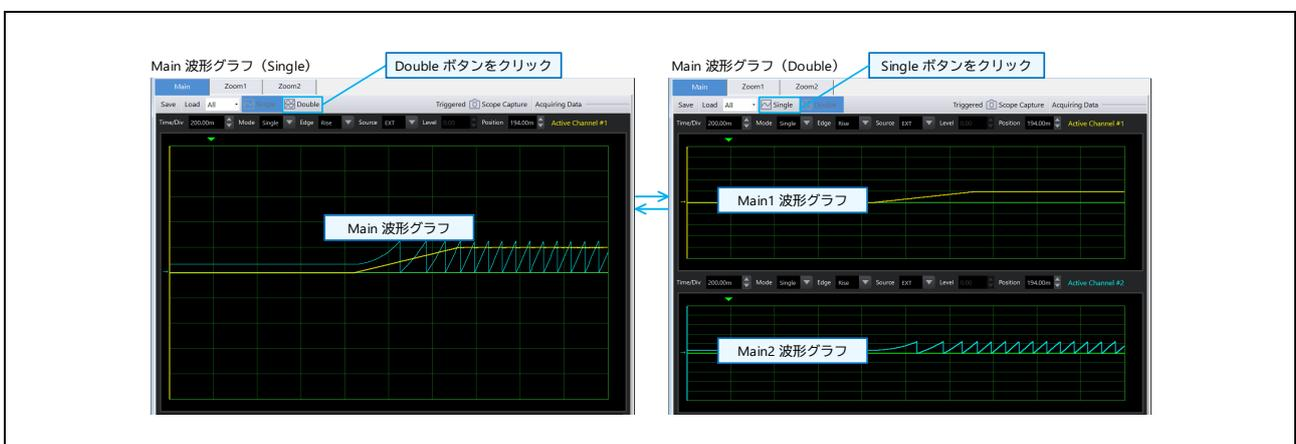 Main 波形グラフ（Single）
Double ボタンをクリック
Main Zoom1 Zoom2
Save Load All Single Double Triggered Scope Capture Acquiring Data
Time/Div 200.00m Mode Single Edge Rise Source EXT Level 0.00 Position 194.00m Active Channel #1
Main 波形グラフ
Main 波形グラフ（Double）
Single ボタンをクリック
Main Zoom1 Zoom2
Save Load All Single Double Triggered Scope Capture Acquiring Data
Time/Div 200.00m Mode Single Edge Rise Source EXT Level 0.00 Position 194.00m Active Channel #1
Main1 波形グラフ
Time/Div 200.00m Mode Single Edge Rise Source EXT Level 0.00 Position 194.00m Active Channel #2
Main2 波形グラフ